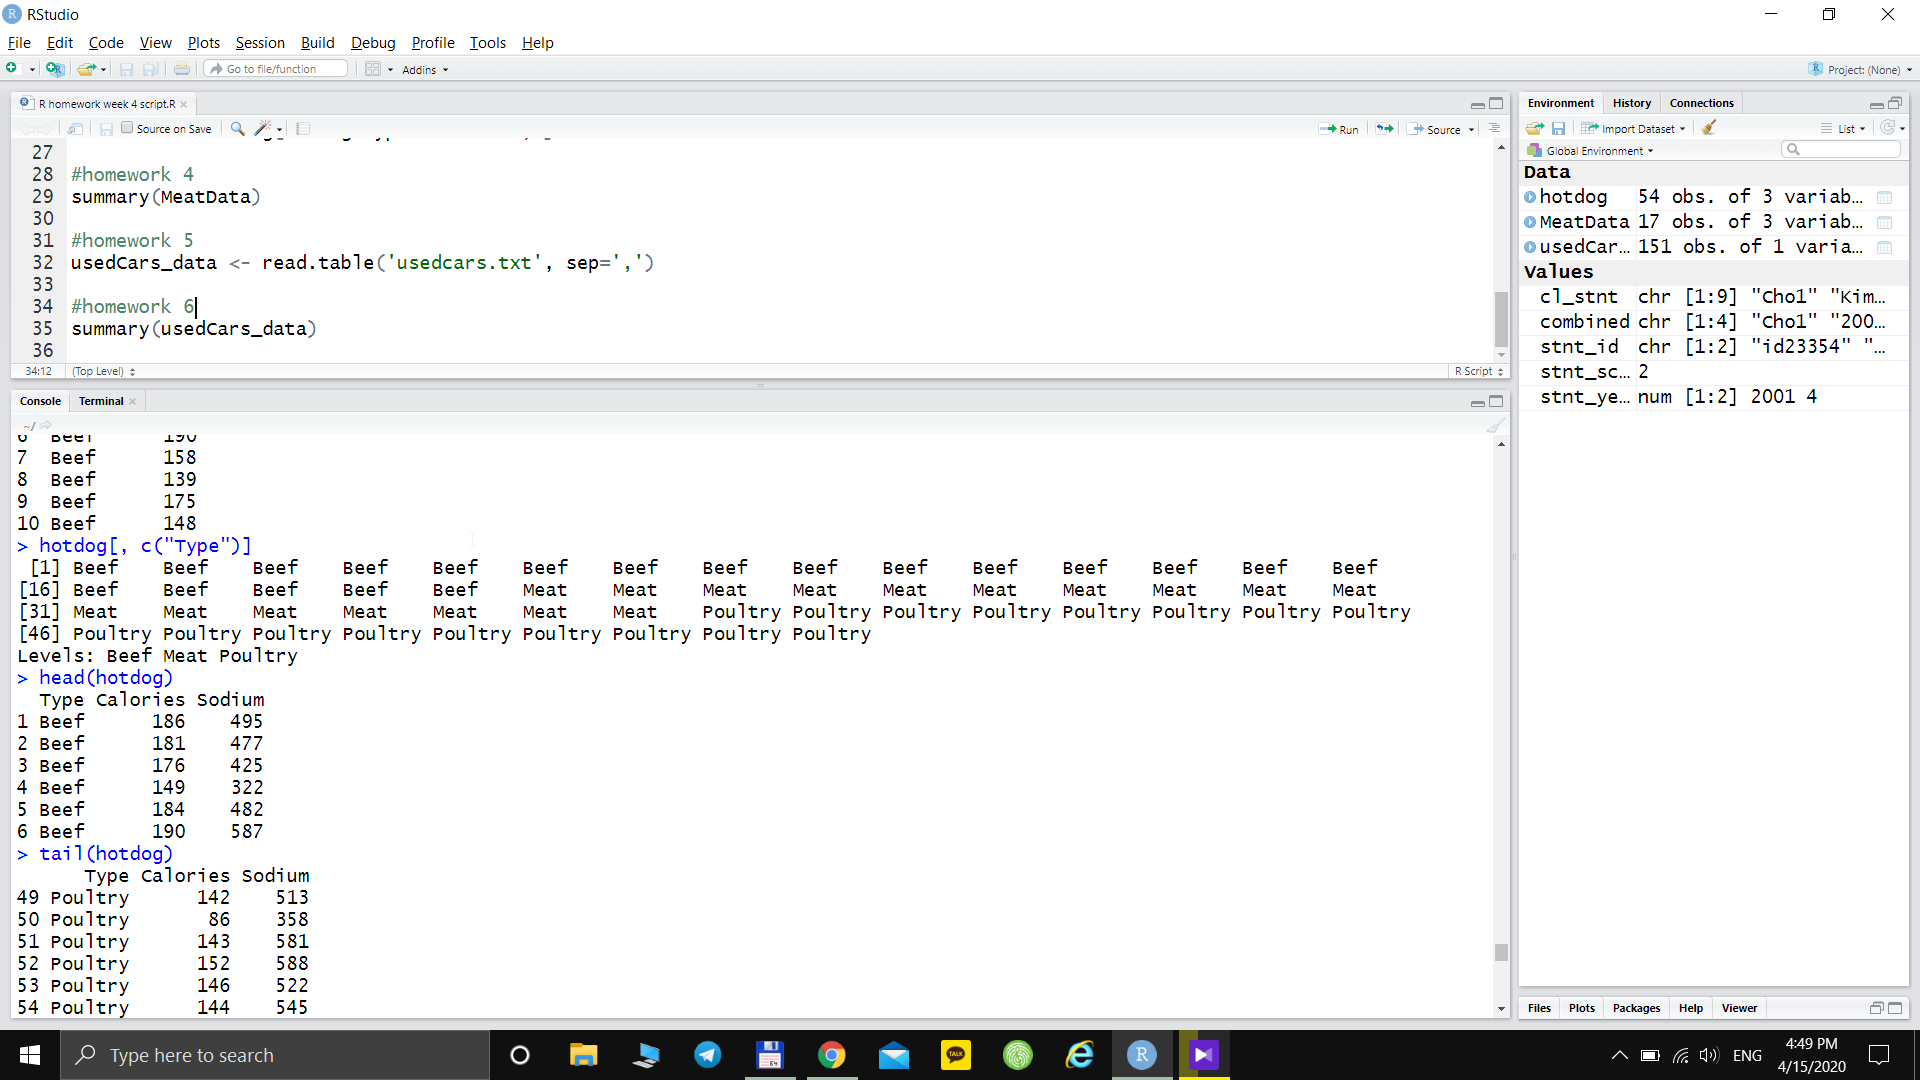 RStudio
File Edit Code View Plots Session Build Debug Profile Tools Help
Go to file/function Addins Project: (None)
R homework week 4 script.R
Source on Save Run Source
27
28 #homework 4
29 summary(MeatData)
30
31 #homework 5
32 usedCars_data <- read.table('usedcars.txt', sep=',')
33
34 #homework 6
35 summary(usedCars_data)
36
34:12 (Top Level) R Script
Console Terminal
~/
6 Beef 190
7 Beef 158
8 Beef 139
9 Beef 175
10 Beef 148
> hotdog[, c("Type")]
[1] Beef Beef Beef Beef Beef Beef Beef Beef Beef Beef Beef Beef Beef Beef Beef
[16] Beef Beef Beef Beef Beef Meat Meat Meat Meat Meat Meat Meat Meat Meat Meat
[31] Meat Meat Meat Meat Meat Meat Meat Poultry Poultry Poultry Poultry Poultry Poultry Poultry Poultry
[46] Poultry Poultry Poultry Poultry Poultry Poultry Poultry Poultry Poultry
Levels: Beef Meat Poultry
> head(hotdog)
Type Calories Sodium
1 Beef 186 495
2 Beef 181 477
3 Beef 176 425
4 Beef 149 322
5 Beef 184 482
6 Beef 190 587
> tail(hotdog)
Type Calories Sodium
49 Poultry 142 513
50 Poultry 86 358
51 Poultry 143 581
52 Poultry 152 588
53 Poultry 146 522
54 Poultry 144 545
Environment History Connections
Import Dataset List
Global Environment
Data
hotdog 54 obs. of 3 variab…
MeatData 17 obs. of 3 variab…
usedCar… 151 obs. of 1 varia…
Values
cl_stnt chr [1:9] "Cho1" "Kim…
combined chr [1:4] "Cho1" "200…
stnt_id chr [1:2] "id23354" "…
stnt_sc… 2
stnt_ye… num [1:2] 2001 4
Files Plots Packages Help Viewer
Type here to search
TALK
64
R
ENG
4:49 PM
4/15/2020